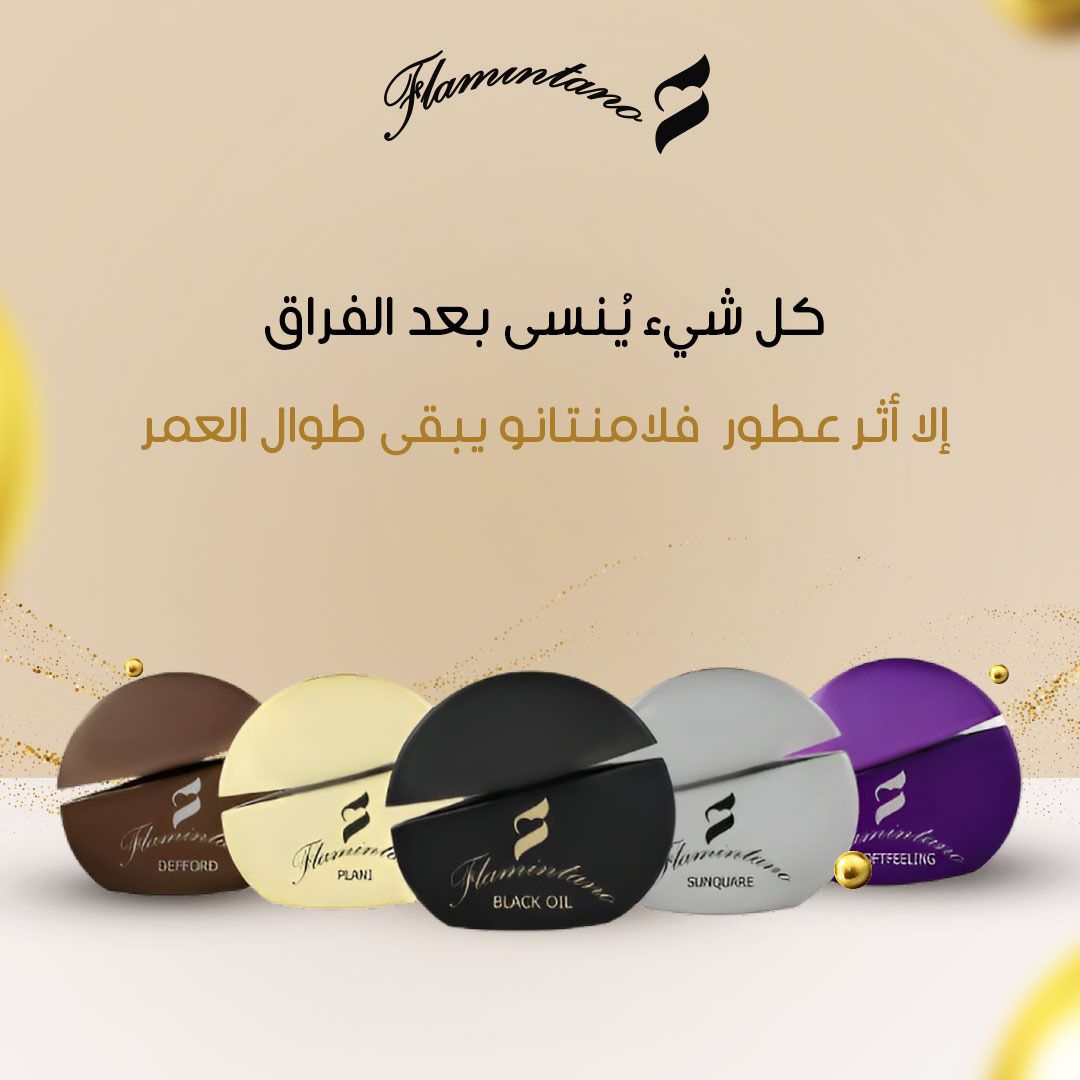 Flamintano
كل شيء يُنسى بعد الفراق
إلا أثر عطور فلامنتانو يبقى طوال العمر
Flamintano
DEFFORD
Flamintano
PLANI
Flamintano
BLACK OIL
Flamintano
SUNQUARE